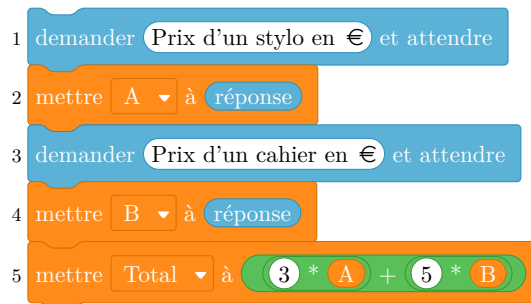 1 demander Prix d'un stylo en € et attendre
2 mettre A à réponse
3 demander Prix d'un cahier en € et attendre
4 mettre B à réponse
5 mettre Total à 3 * A + 5 * B